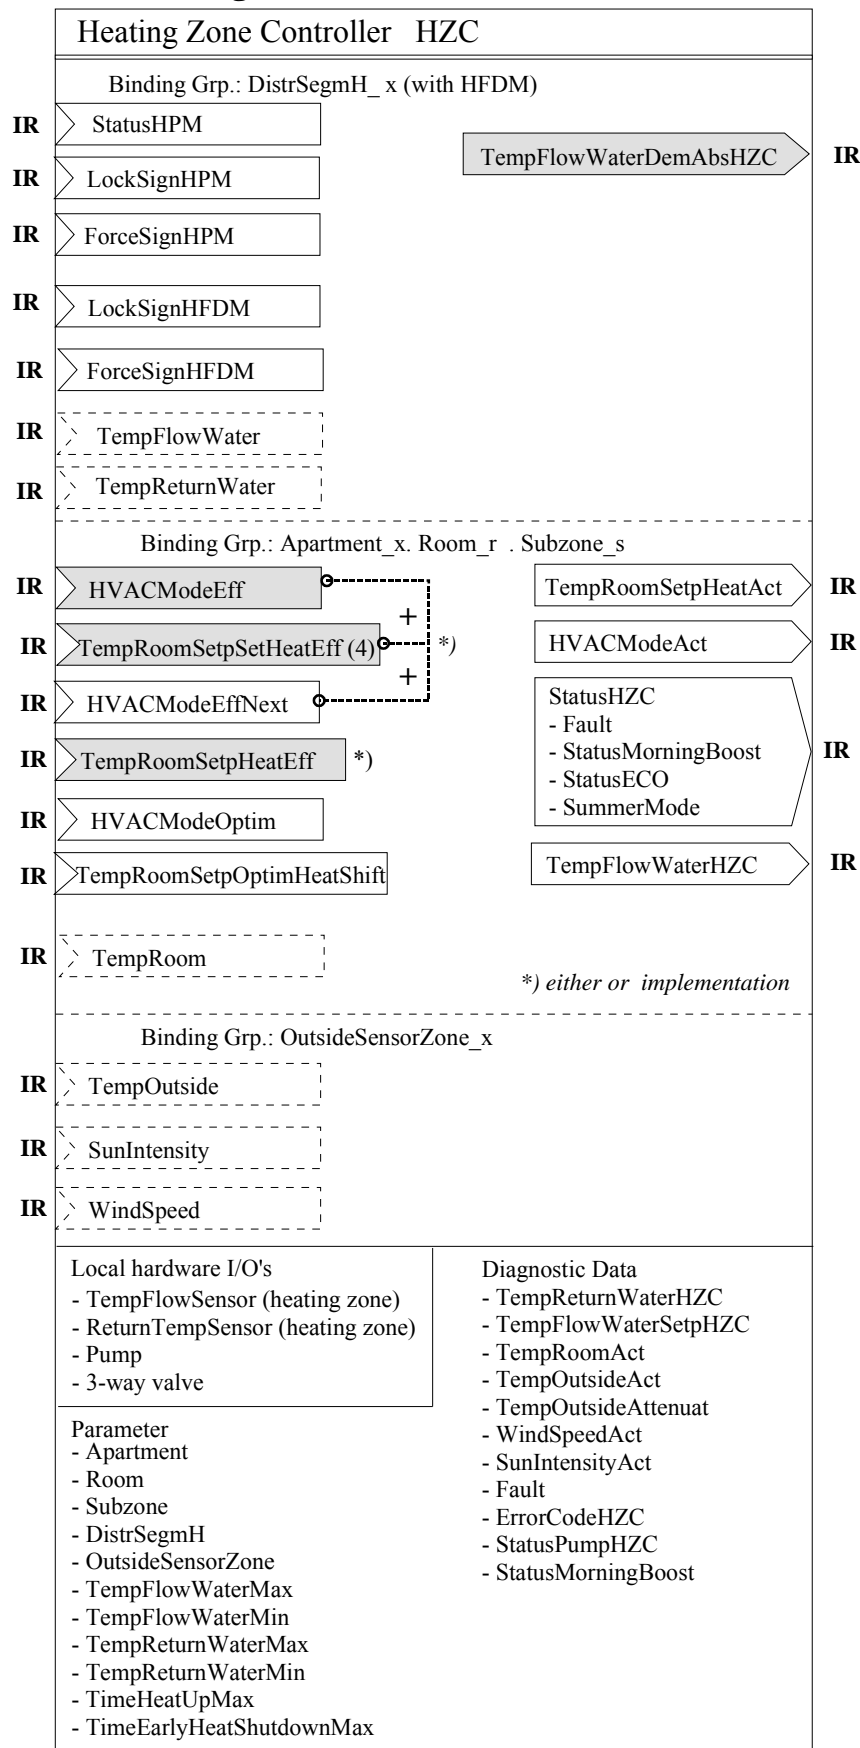 Heating Zone Controller HZC
Binding Grp.: DistrSegmH_ x (with HFDM)
IR StatusHPM
TempFlowWaterDemAbsHZC IR
IR LockSignHPM
IR ForceSignHPM
IR LockSignHFDM
IR ForceSignHFDM
IR TempFlowWater
IR TempReturnWater
Binding Grp.: Apartment_x. Room_r . Subzone_s
IR HVACModeEff
TempRoomSetpHeatAct IR
+
IR TempRoomSetpSetHeatEff (4) *)
HVACModeAct IR
+
IR HVACModeEffNext
StatusHZC
- Fault
- StatusMorningBoost IR
- StatusECO
- SummerMode
IR TempRoomSetpHeatEff *)
IR HVACModeOptim
IR TempRoomSetpOptimHeatShift
TempFlowWaterHZC IR
IR TempRoom
*) either or implementation
Binding Grp.: OutsideSensorZone_x
IR TempOutside
IR SunIntensity
IR WindSpeed
Local hardware I/O's
- TempFlowSensor (heating zone)
- ReturnTempSensor (heating zone)
- Pump
- 3-way valve
Parameter
- Apartment
- Room
- Subzone
- DistrSegmH
- OutsideSensorZone
- TempFlowWaterMax
- TempFlowWaterMin
- TempReturnWaterMax
- TempReturnWaterMin
- TimeHeatUpMax
- TimeEarlyHeatShutdownMax
Diagnostic Data
- TempReturnWaterHZC
- TempFlowWaterSetpHZC
- TempRoomAct
- TempOutsideAct
- TempOutsideAttenuat
- WindSpeedAct
- SunIntensityAct
- Fault
- ErrorCodeHZC
- StatusPumpHZC
- StatusMorningBoost